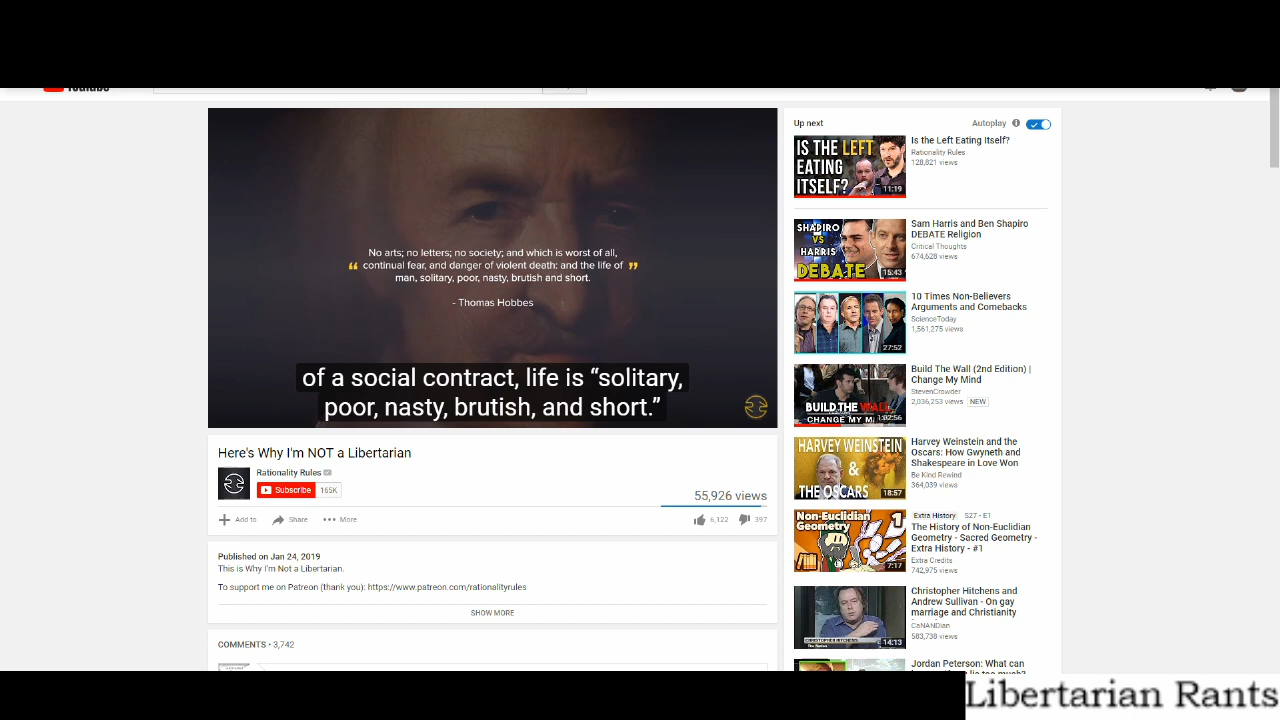 No arts; no letters; no society; and which is worst of all,
“ continual fear, and danger of violent death: and the life of ”
man, solitary, poor, nasty, brutish and short.
- Thomas Hobbes
of a social contract, life is “solitary,
poor, nasty, brutish, and short.”
Here's Why I'm NOT a Libertarian
Rationality Rules
Subscribe 165K
55,926 views
Add to Share More 6,122 397
Published on Jan 24, 2019
This is Why I'm Not a Libertarian.
To support me on Patreon (thank you): https://www.patreon.com/rationalityrules
SHOW MORE
COMMENTS • 3,742
Up next Autoplay
IS THE LEFT
EATING
ITSELF?
11:19
Is the Left Eating Itself?
Rationality Rules
128,821 views
SHAPIRO
VS
HARRIS
DEBATE
15:43
Sam Harris and Ben Shapiro
DEBATE Religion
Critical Thoughts
674,628 views
27:52
10 Times Non-Believers
Arguments and Comebacks
ScienceToday
1,561,275 views
BUILD THE WALL
CHANGE MY M
1:02:56
Build The Wall (2nd Edition) |
Change My Mind
StevenCrowder
2,036,253 views NEW
HARVEY WEINSTEIN
&
THE OSCARS
18:57
Harvey Weinstein and the
Oscars: How Gwyneth and
Shakespeare in Love Won
Be Kind Rewind
364,039 views
Non-Euclidian
Geometry
1
7:17
Extra History S27 • E1
The History of Non-Euclidian
Geometry - Sacred Geometry -
Extra History - #1
Extra Credits
742,975 views
14:13
Christopher Hitchens and
Andrew Sullivan - On gay
marriage and Christianity
CaNANDian
583,738 views
Jordan Peterson: What can
Libertarian Rants